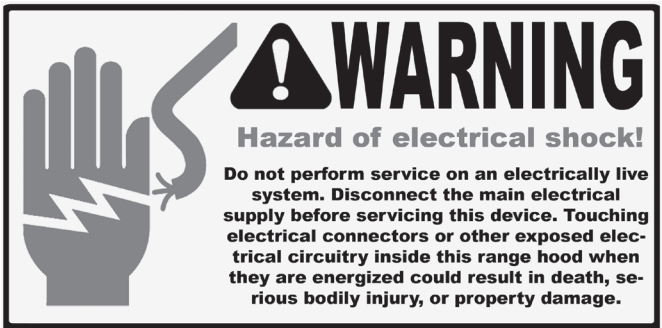 WARNING
Hazard of electrical shock!
Do not perform service on an electrically live
system. Disconnect the main electrical
supply before servicing this device. Touching
electrical connectors or other exposed elec-
trical circuitry inside this range hood when
they are energized could result in death, se-
rious bodily injury, or property damage.